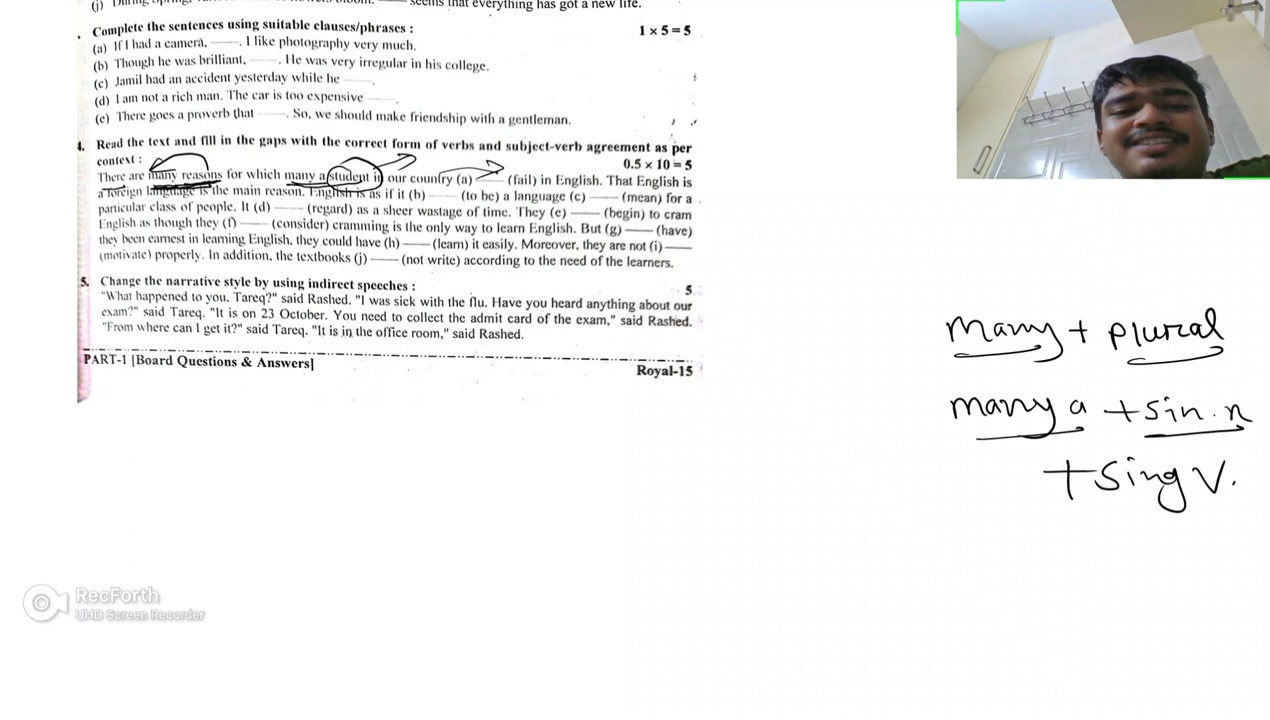 (j) During Spring, seems that everything has got a new life.
Complete the sentences using suitable clauses/phrases : 1 × 5 = 5
(a) If I had a camera, ——. I like photography very much.
(b) Though he was brilliant, ——. He was very irregular in his college.
(c) Jamil had an accident yesterday while he ——.
(d) I am not a rich man. The car is too expensive ——.
(e) There goes a proverb that ——. So, we should make friendship with a gentleman.
4. Read the text and fill in the gaps with the correct form of verbs and subject-verb agreement as per
context : 0.5 × 10 = 5
There are many reasons for which many a student in our country (a) —— (fail) in English. That English is
a foreign language is the main reason. English is as if it (b) —— (to be) a language (c) —— (mean) for a
particular class of people. It (d) —— (regard) as a sheer wastage of time. They (e) —— (begin) to cram
English as though they (f) —— (consider) cramming is the only way to learn English. But (g) —— (have)
they been earnest in learning English, they could have (h) —— (learn) it easily. Moreover, they are not (i) ——
(motivate) properly. In addition, the textbooks (j) —— (not write) according to the need of the learners.
5. Change the narrative style by using indirect speeches : 5
"What happened to you, Tareq?" said Rashed. "I was sick with the flu. Have you heard anything about our
exam?" said Tareq. "It is on 23 October. You need to collect the admit card of the exam," said Rashed.
"From where can I get it?" said Tareq. "It is in the office room," said Rashed.
PART-1 [Board Questions & Answers] Royal-15
many + plural
many a + sin. n
+ sing V.
RecForth
UHD Screen Recorder